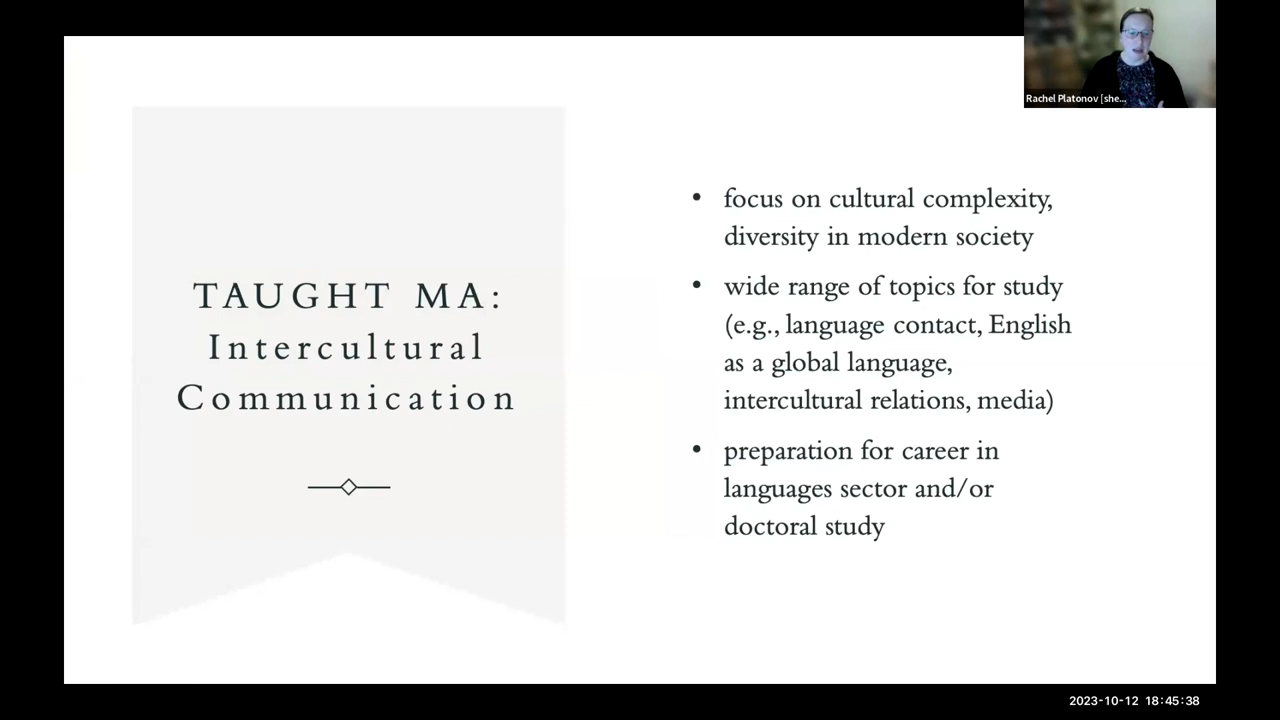 Rachel Platonov [she...
TAUGHT MA:
Intercultural
Communication
• focus on cultural complexity,
diversity in modern society
• wide range of topics for study
(e.g., language contact, English
as a global language,
intercultural relations, media)
• preparation for career in
languages sector and/or
doctoral study
2023-10-12 18:45:38